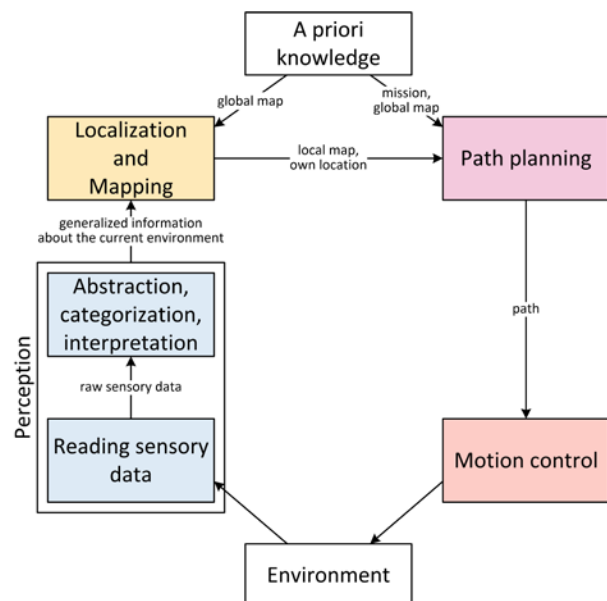 A priori
knowledge
global map
mission,
global map
Localization
and
Mapping
local map,
own location
Path planning
generalized information
about the current environment
Abstraction,
categorization,
interpretation
path
Perception
raw sensory data
Reading sensory
data
Motion control
Environment